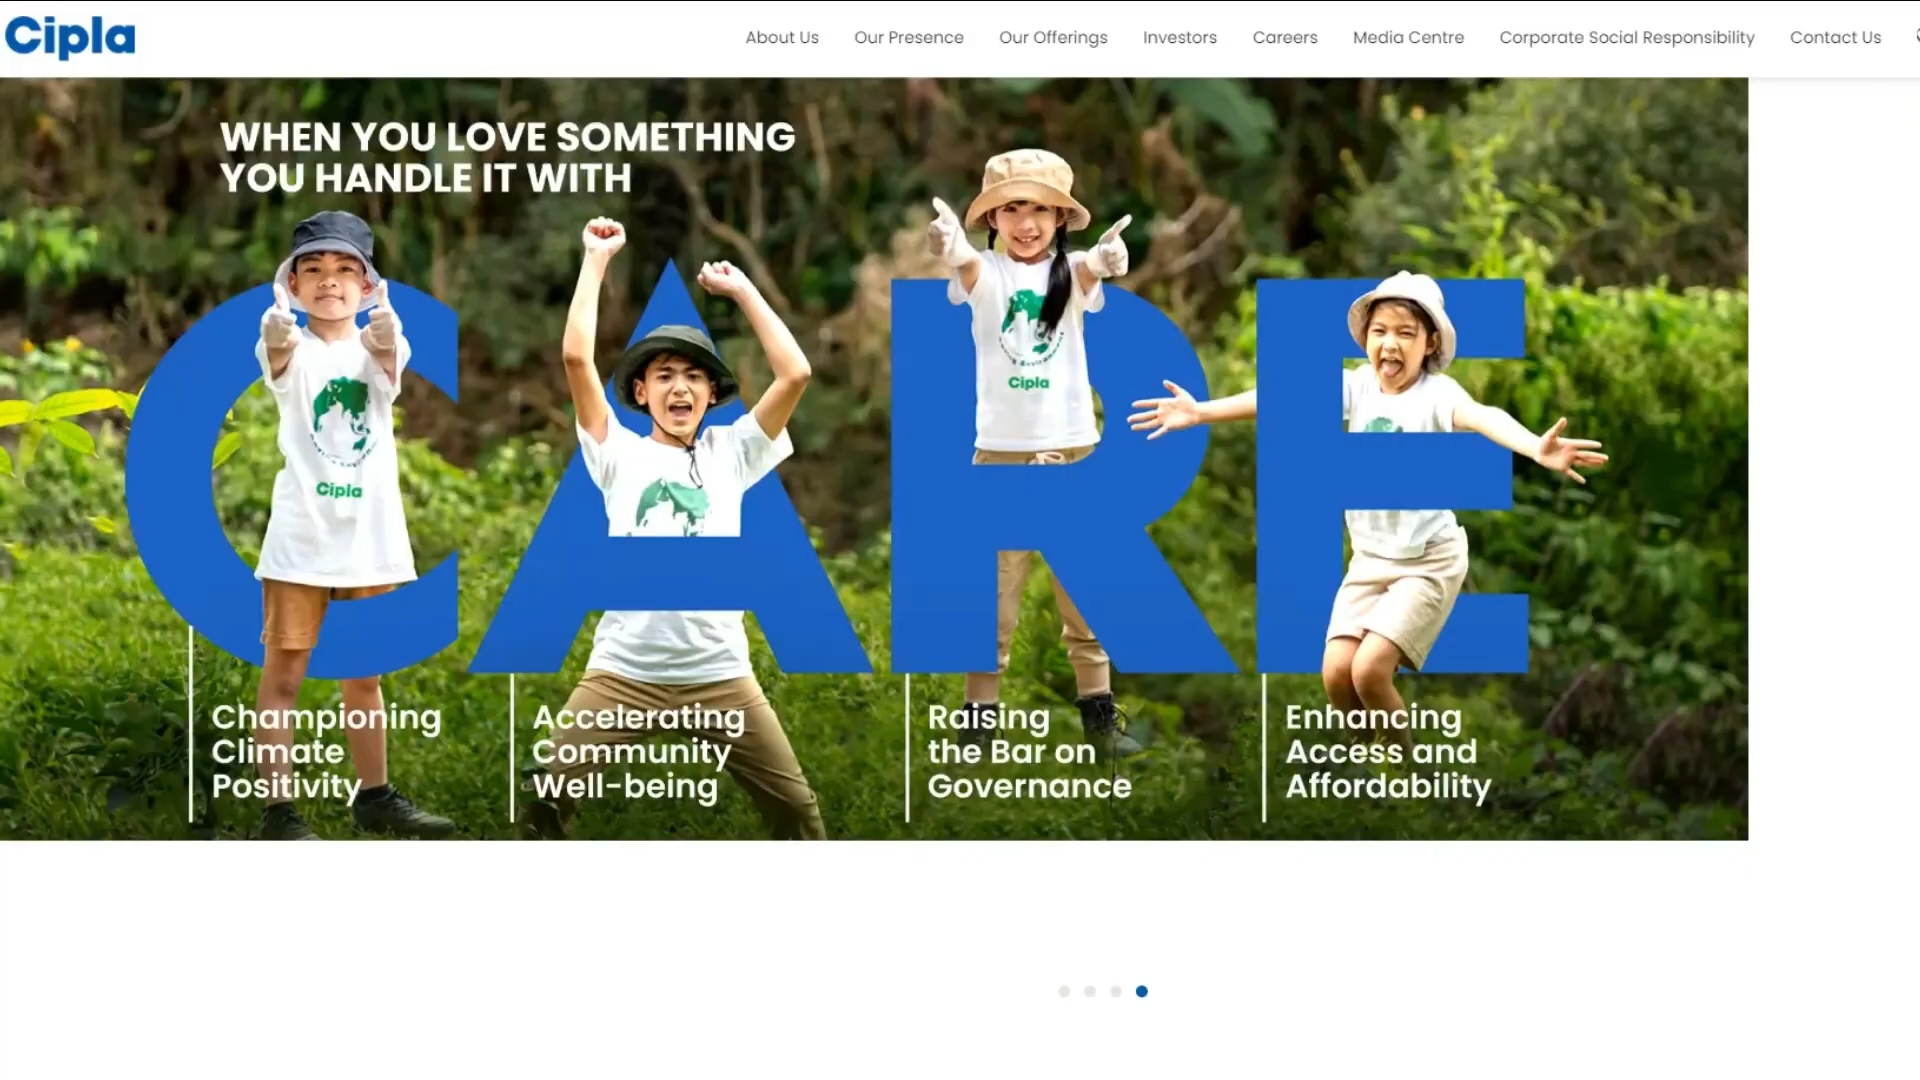 Cipla
About Us Our Presence Our Offerings Investors Careers Media Centre Corporate Social Responsibility Contact Us
WHEN YOU LOVE SOMETHING
YOU HANDLE IT WITH
CARE
Cipla
Cipla
Championing
Climate
Positivity
Accelerating
Community
Well-being
Raising
the Bar on
Governance
Enhancing
Access and
Affordability